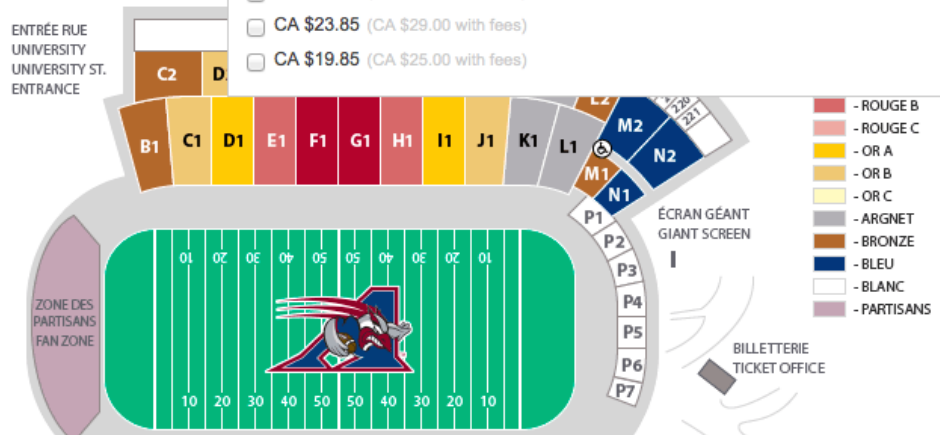 CA $23.85 (CA $29.00 with fees)
CA $19.85 (CA $25.00 with fees)
ENTRÉE RUE
UNIVERSITY
UNIVERSITY ST.
ENTRANCE
C2
B1 C1 D1 E1 F1 G1 H1 I1 J1 K1 L1
L2
M2
N2
220
221
M1
N1
P1
P2
P3
P4
P5
P6
P7
- ROUGE B
- ROUGE C
- OR A
- OR B
- OR C
- ARGNET
- BRONZE
- BLEU
- BLANC
- PARTISANS
ÉCRAN GÉANT
GIANT SCREEN
ZONE DES
PARTISANS
FAN ZONE
10 20 30 40 50 50 40 30 20 10
10 20 30 40 50 50 40 30 20 10
BILLETTERIE
TICKET OFFICE